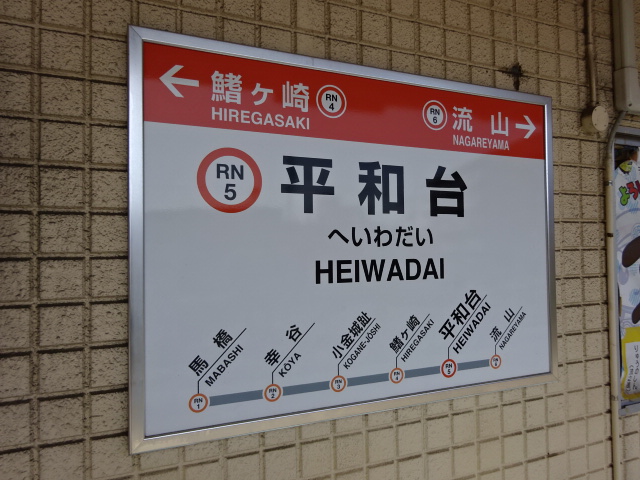 ← 鰭ヶ崎 RN 4
HIREGASAKI
RN 6 流山 →
NAGAREYAMA
RN 5 平和台
へいわだい
HEIWADAI
馬橋 MABASHI RN 1
幸谷 KOYA RN 2
小金城趾 KOGANE-JŌSHI RN 3
鰭ヶ崎 HIREGASAKI RN 4
平和台 HEIWADAI RN 5
流山 NAGAREYAMA RN 6